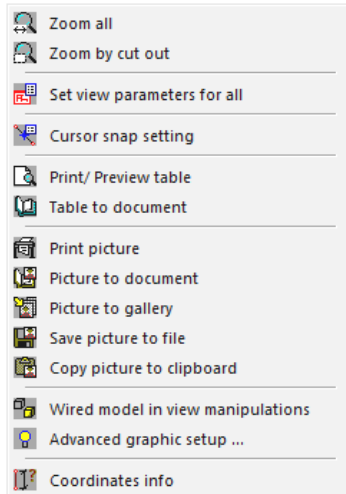 Zoom all
Zoom by cut out
Set view parameters for all
Cursor snap setting
Print/ Preview table
Table to document
Print picture
Picture to document
Picture to gallery
Save picture to file
Copy picture to clipboard
Wired model in view manipulations
Advanced graphic setup ...
Coordinates info